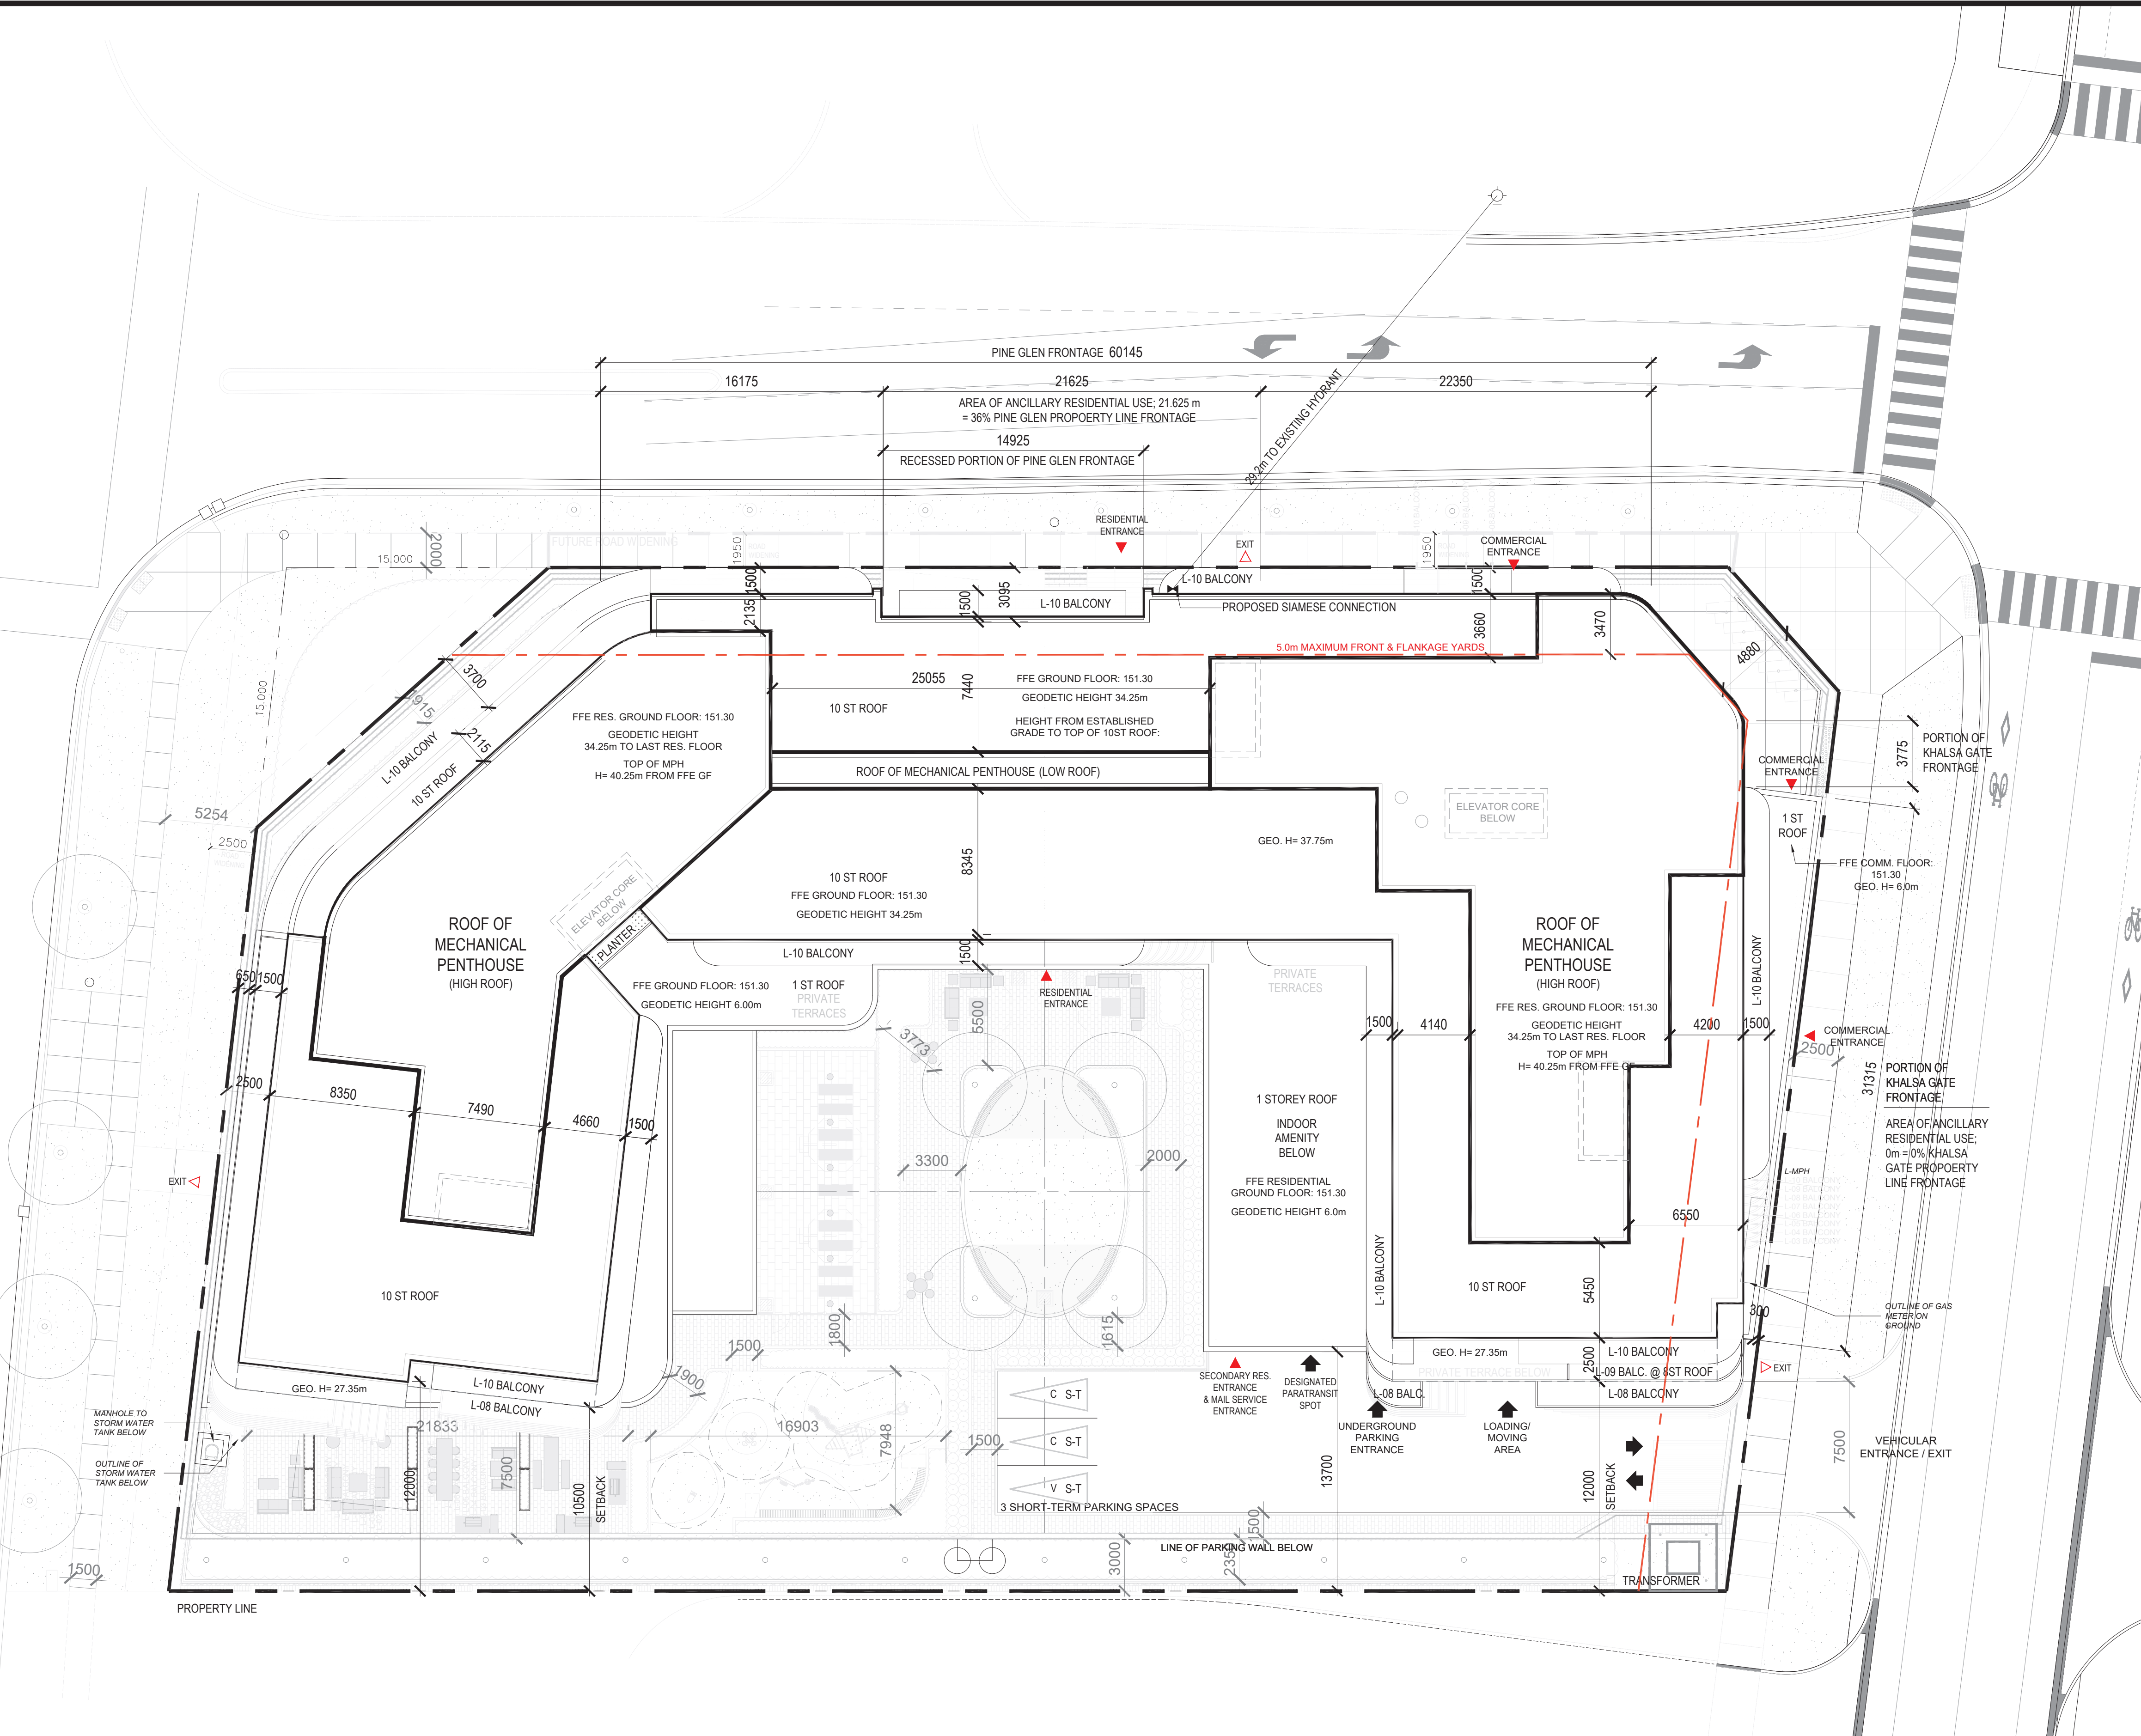 PINE GLEN FRONTAGE 60145
16175
21625
22350
AREA OF ANCILLARY RESIDENTIAL USE; 21.625 m
= 36% PINE GLEN PROPOERTY LINE FRONTAGE
14925
RECESSED PORTION OF PINE GLEN FRONTAGE
29.2m TO EXISTING HYDRANT
RESIDENTIAL
ENTRANCE
EXIT
COMMERCIAL
ENTRANCE
FUTURE ROAD WIDENING
15,000
2000
1950
1950
15,000
1500
2135
1500
3095
L-10 BALCONY
L-10 BALCONY
PROPOSED SIAMESE CONNECTION
1500
3660
3470
4880
5.0m MAXIMUM FRONT & FLANKAGE YARDS
3700
1915
2115
L-10 BALCONY
10 ST ROOF
25055
7440
10 ST ROOF
FFE GROUND FLOOR: 151.30
GEODETIC HEIGHT 34.25m
HEIGHT FROM ESTABLISHED
GRADE TO TOP OF 10ST ROOF:
FFE RES. GROUND FLOOR: 151.30
GEODETIC HEIGHT
34.25m TO LAST RES. FLOOR
TOP OF MPH
H= 40.25m FROM FFE GF
ROOF OF MECHANICAL PENTHOUSE (LOW ROOF)
3775
PORTION OF
KHALSA GATE
FRONTAGE
COMMERCIAL
ENTRANCE
1 ST
ROOF
FFE COMM. FLOOR:
151.30
GEO. H= 6.0m
ELEVATOR CORE
BELOW
GEO. H= 37.75m
5254
2500
8345
10 ST ROOF
FFE GROUND FLOOR: 151.30
GEODETIC HEIGHT 34.25m
ELEVATOR CORE
BELOW
PLANTER
ROOF OF
MECHANICAL
PENTHOUSE
(HIGH ROOF)
650
1500
L-10 BALCONY
1500
FFE GROUND FLOOR: 151.30
GEODETIC HEIGHT 6.00m
1 ST ROOF
PRIVATE
TERRACES
RESIDENTIAL
ENTRANCE
5500
3773
PRIVATE
TERRACES
ROOF OF
MECHANICAL
PENTHOUSE
(HIGH ROOF)
FFE RES. GROUND FLOOR: 151.30
GEODETIC HEIGHT
34.25m TO LAST RES. FLOOR
TOP OF MPH
H= 40.25m FROM FFE GF
1500
4140
4200
1500
L-10 BALCONY
COMMERCIAL
ENTRANCE
2500
31315
PORTION OF
KHALSA GATE
FRONTAGE
AREA OF ANCILLARY
RESIDENTIAL USE;
0m = 0% KHALSA
GATE PROPOERTY
LINE FRONTAGE
L-MPH
2500
8350
7490
4660
1500
EXIT
3300
2000
1 STOREY ROOF
INDOOR
AMENITY
BELOW
FFE RESIDENTIAL
GROUND FLOOR: 151.30
GEODETIC HEIGHT 6.0m
L-10 BALCONY
6550
10 ST ROOF
5450
300
OUTLINE OF GAS
METER ON
GROUND
10 ST ROOF
1800
1615
1500
1900
GEO. H= 27.35m
L-10 BALCONY
L-08 BALCONY
SECONDARY RES.
ENTRANCE
& MAIL SERVICE
ENTRANCE
DESIGNATED
PARATRANSIT
SPOT
GEO. H= 27.35m
2500
L-10 BALCONY
PRIVATE TERRACE BELOW
L-09 BALC. @ 8ST ROOF
L-08 BALC.
L-08 BALCONY
EXIT
UNDERGROUND
PARKING
ENTRANCE
LOADING/
MOVING
AREA
MANHOLE TO
STORM WATER
TANK BELOW
OUTLINE OF
STORM WATER
TANK BELOW
21833
16903
7948
1500
C S-T
C S-T
V S-T
3 SHORT-TERM PARKING SPACES
12000
7500
10500
SETBACK
13700
12000
SETBACK
7500
VEHICULAR
ENTRANCE / EXIT
1500
3000
2350
LINE OF PARKING WALL BELOW
TRANSFORMER
1500
PROPERTY LINE